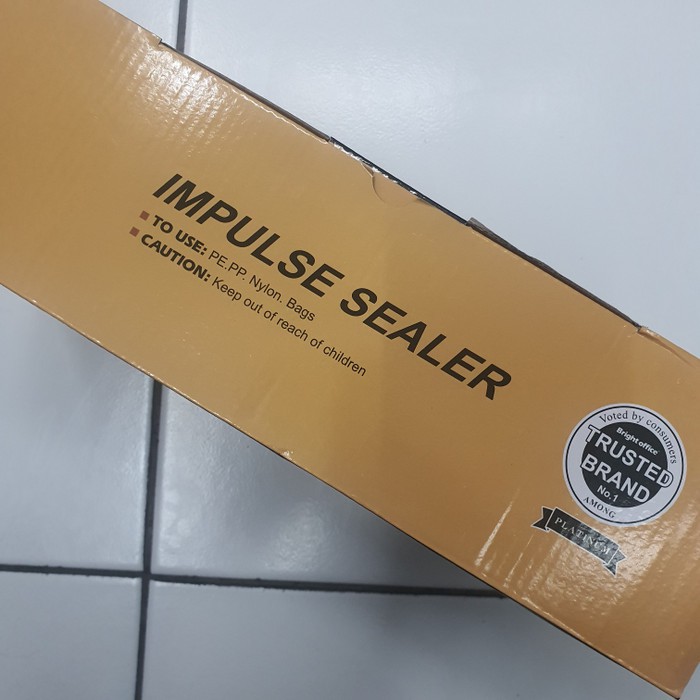 IMPULSE SEALER
TO USE: PE.PP. Nylon. Bags
CAUTION: Keep out of reach of children
Voted by consumers
Bright office
TRUSTED
BRAND
No.1
AMONG
PLATINUM